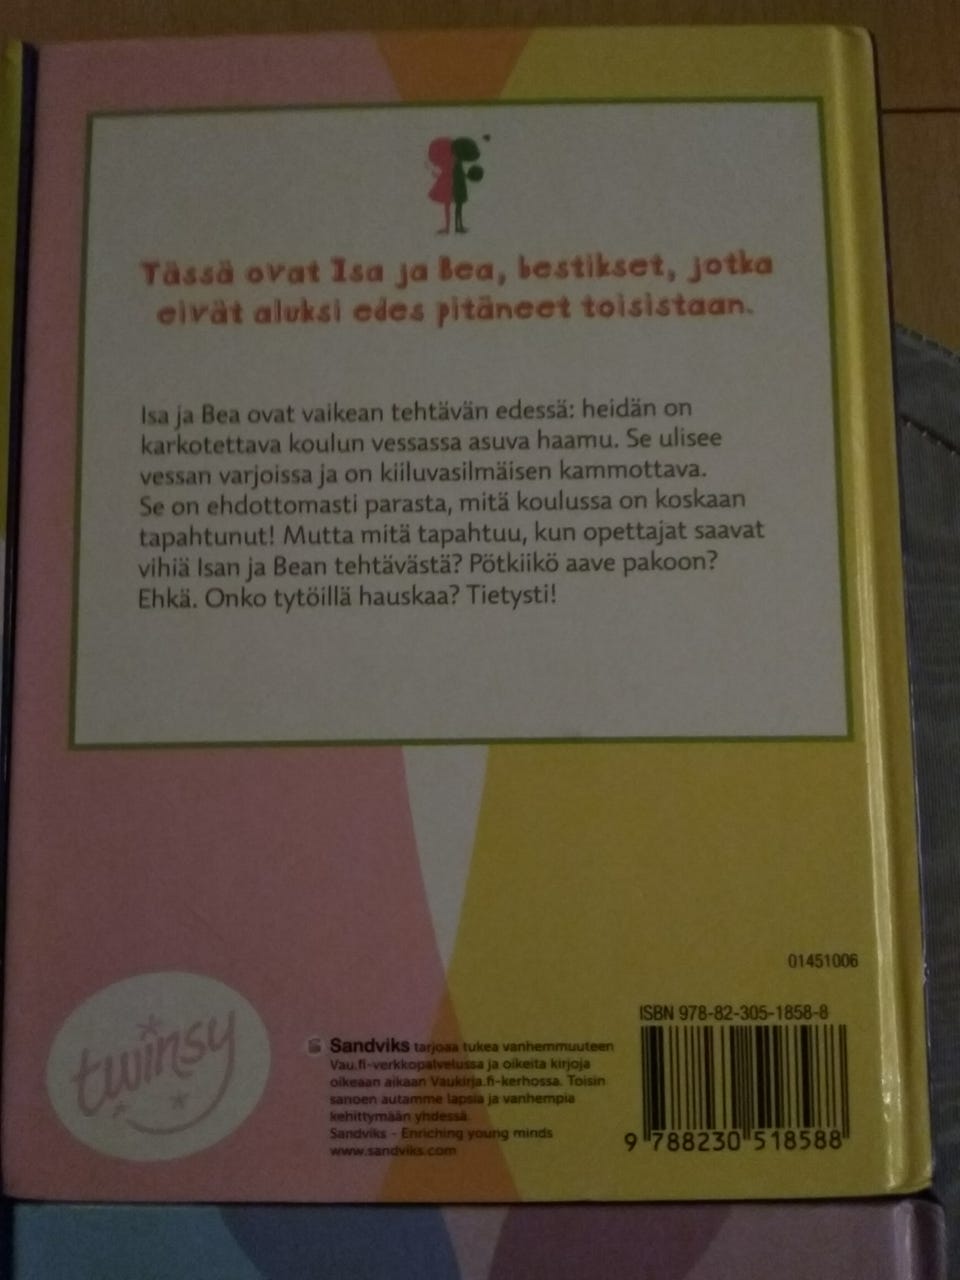 Tässä ovat Isa ja Bea, bestikset, jotka
eivät aluksi edes pitäneet toisistaan.
Isa ja Bea ovat vaikean tehtävän edessä: heidän on
karkotettava koulun vessassa asuva haamu. Se ulisee
vessan varjoissa ja on kiiluvasilmäisen kammottava.
Se on ehdottomasti parasta, mitä koulussa on koskaan
tapahtunut! Mutta mitä tapahtuu, kun opettajat saavat
vihiä Isan ja Bean tehtävästä? Pötkiikö aave pakoon?
Ehkä. Onko tytöillä hauskaa? Tietysti!
01451006
twinsy
Sandviks tarjoaa tukea vanhemmuuteen
Vau.fi-verkkopalvelussa ja oikeita kirjoja
oikeaan aikaan Vaukirja.fi-kerhossa. Toisin
sanoen autamme lapsia ja vanhempia
kehittymään yhdessä.
Sandviks - Enriching young minds
www.sandviks.com
ISBN 978-82-305-1858-8
9 788230 518588